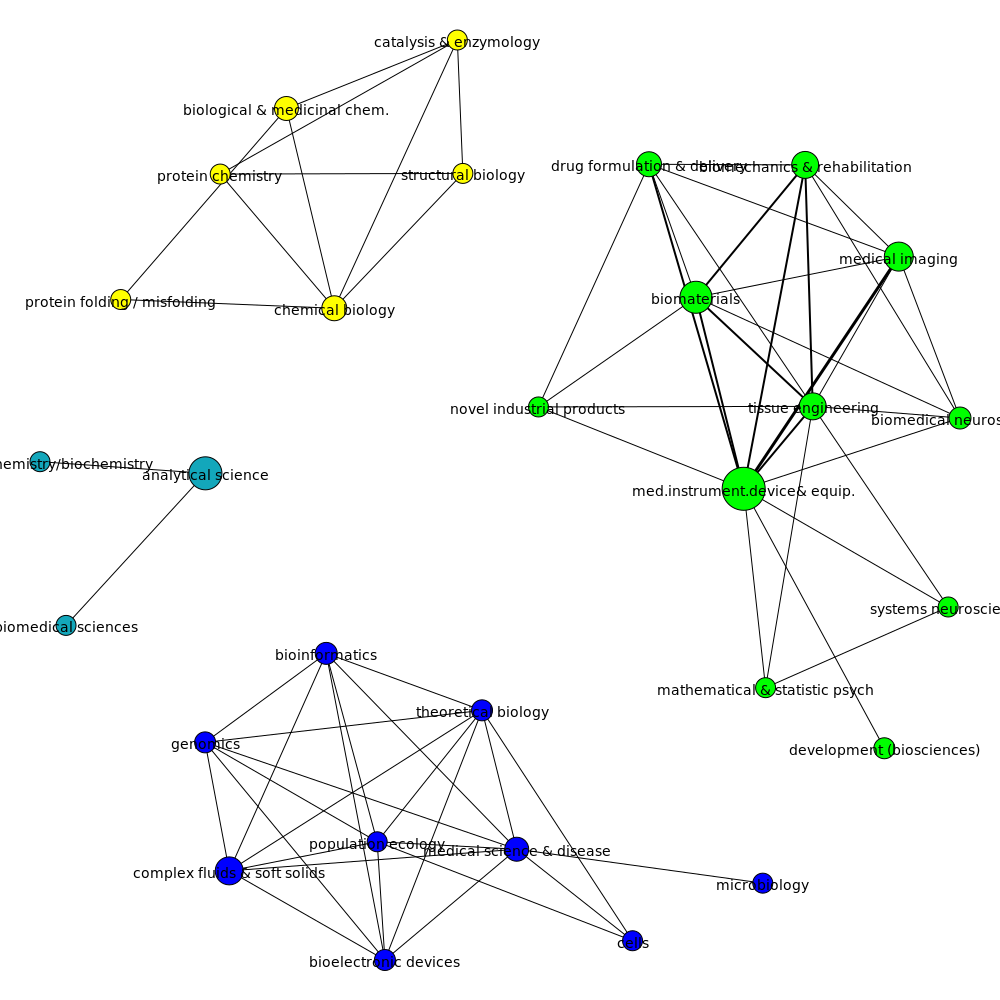 catalysis & enzymology
biological & medicinal chem.
protein chemistry
structural biology
protein folding / misfolding
chemical biology
drug formulation & delivery
biomechanics & rehabilitation
medical imaging
biomaterials
novel industrial products
tissue engineering
biomedical neuros
med.instrument.device& equip.
hemistry/biochemistry
analytical science
biomedical sciences
systems neuroscie
mathematical & statistic psych
development (biosciences)
bioinformatics
theoretical biology
genomics
population ecology
medical science & disease
complex fluids & soft solids
microbiology
cells
bioelectronic devices